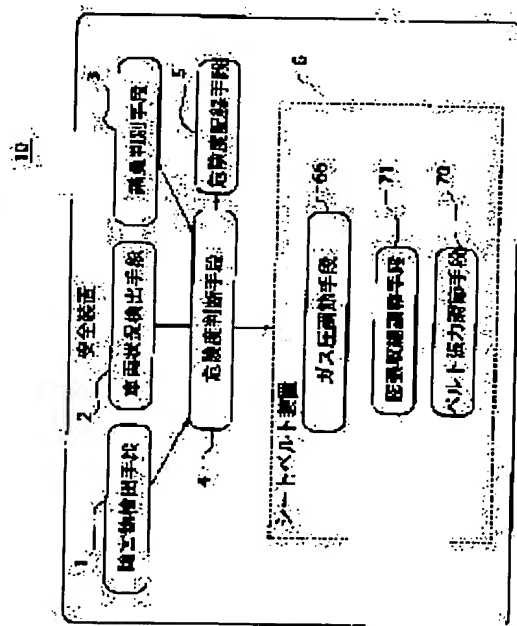 10
安全装置
1
障害物検出手段
2
車両状況検出手段
3
乗員判別手段
4
危険度判断手段
5
危険度記録手段
6
シートベルト装置
ガス圧調節手段
66
71
ベルト張力調節手段
70